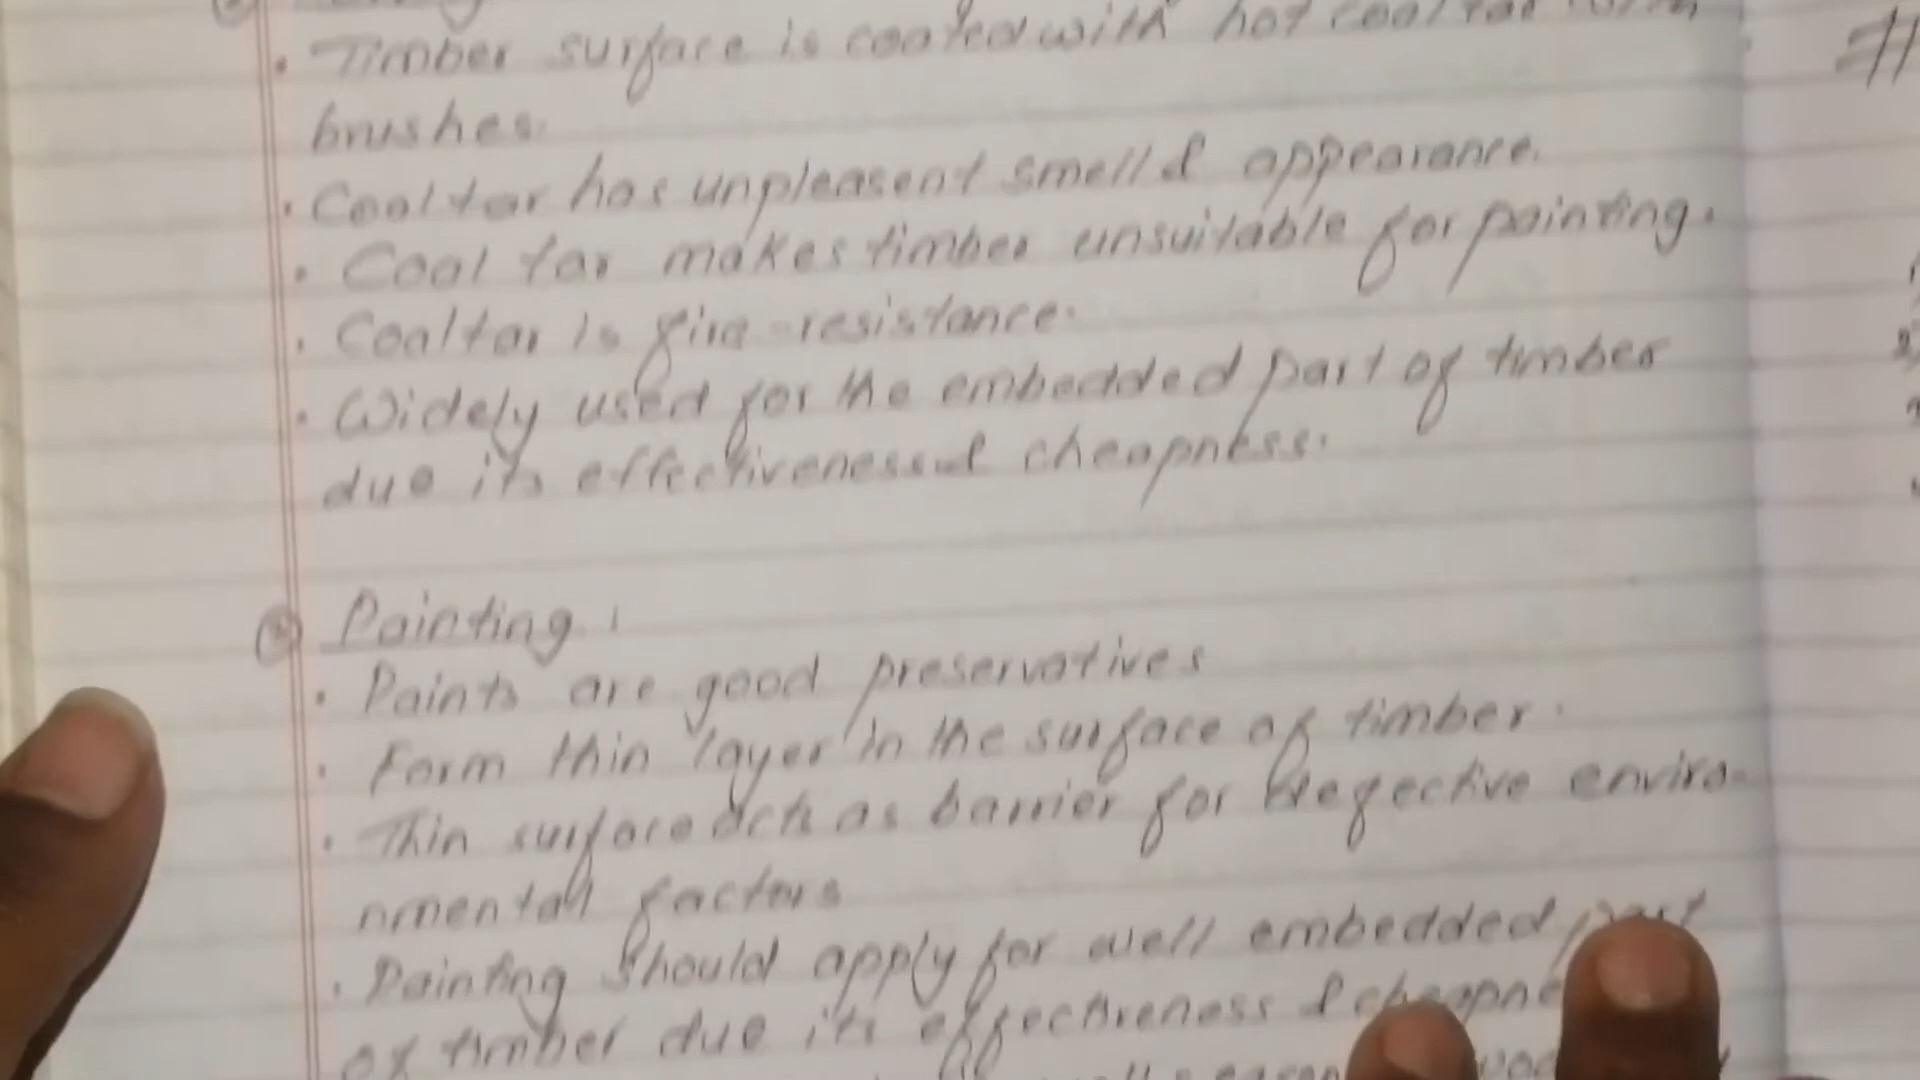 • Timber surface is coated with hot coal tar with
brushes.
• Coaltar has unpleasent smell & appearance.
• Coal tar makes timber unsuitable for painting.
• Coaltar is fire-resistance.
• Widely used for the embedded part of timber
due its effectiveness & cheapness.
Painting :
• Paints are good preservatives
• Form thin layer in the surface of timber.
• Thin surface acts as barrier for enviro-
nmental factors
• Painting should apply for well embedded part
of timber due its effectiveness &
#